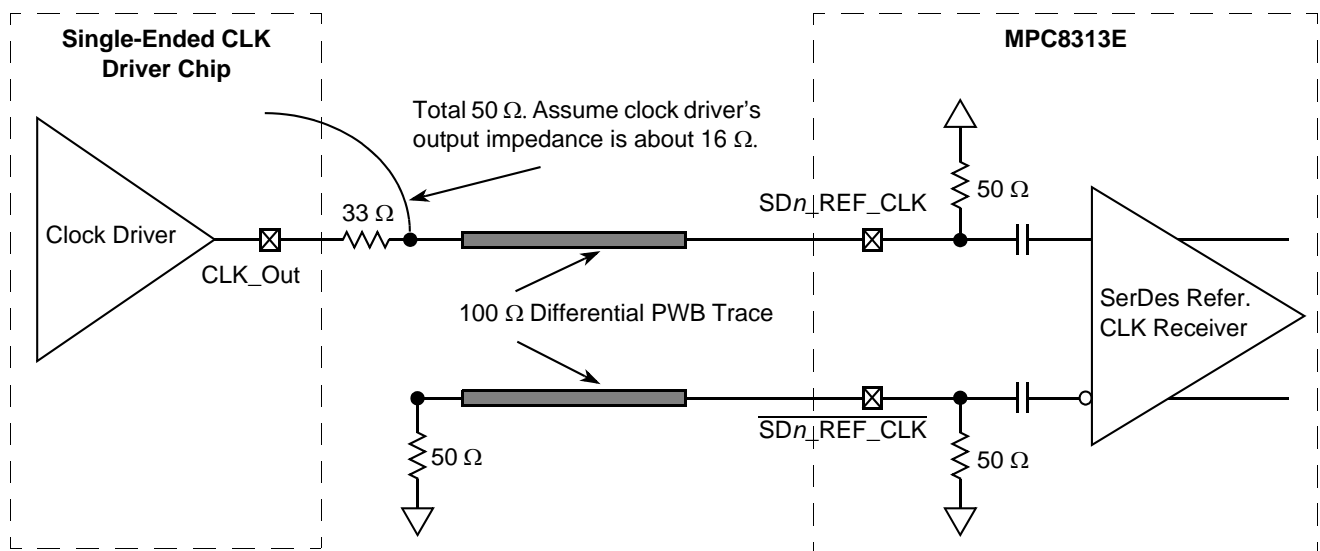 Single-Ended CLK
Driver Chip
MPC8313E
Total 50 Ω. Assume clock driver's
output impedance is about 16 Ω.
33 Ω
SDn_REF_CLK
50 Ω
Clock Driver
CLK_Out
100 Ω Differential PWB Trace
SerDes Refer.
CLK Receiver
SDn_REF_CLK
50 Ω
50 Ω